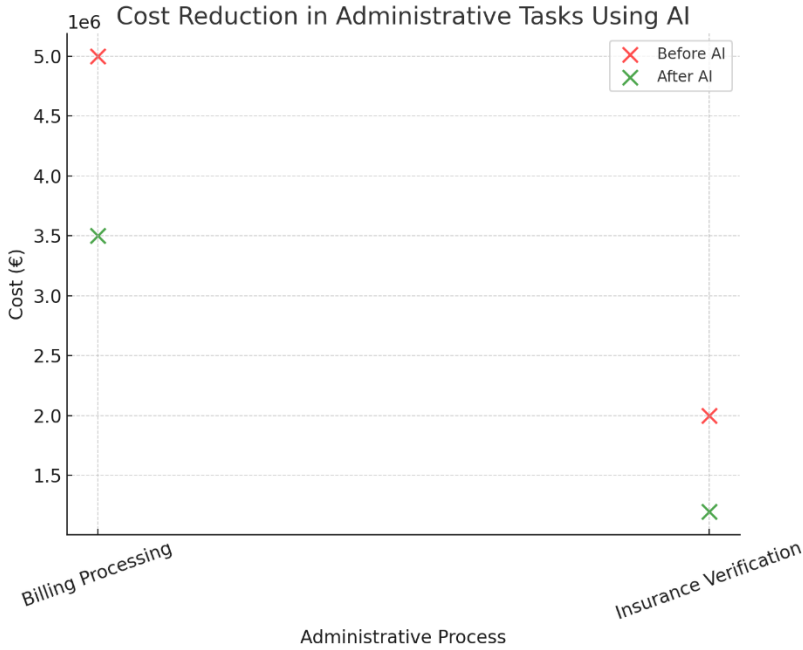 Cost Reduction in Administrative Tasks Using AI
1e6
Before AI
After AI
5.0
4.5
4.0
3.5
3.0
2.5
2.0
1.5
Cost (€)
Billing Processing
Insurance Verification
Administrative Process